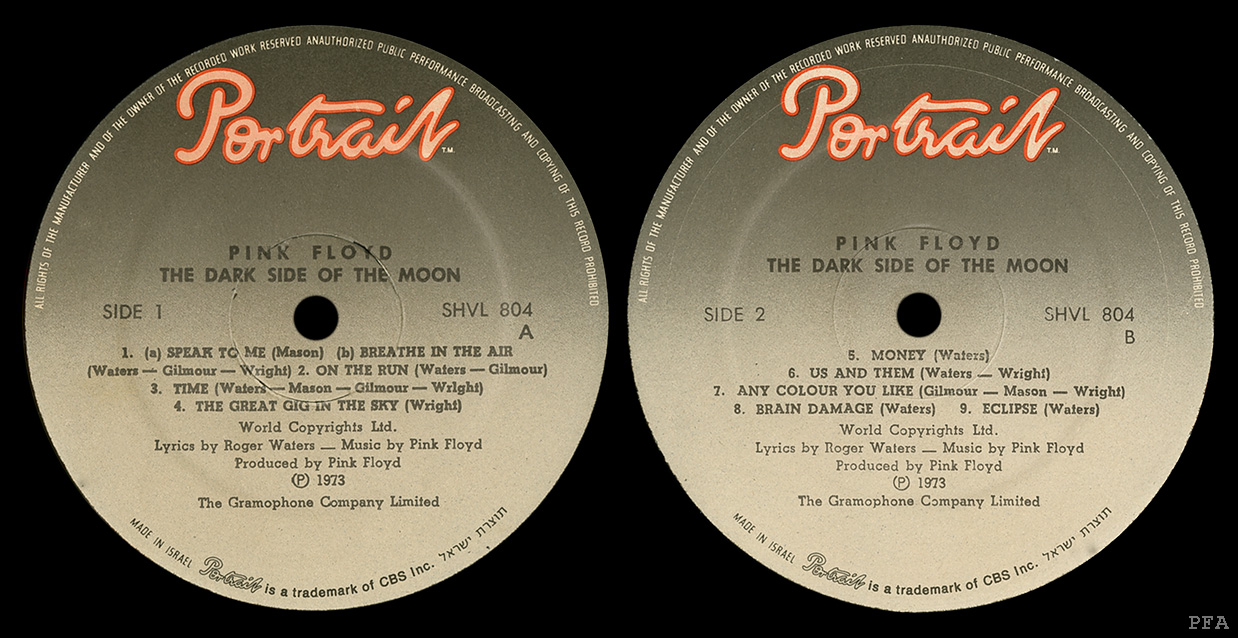 ALL RIGHTS OF THE MANUFACTURER AND OF THE OWNER OF THE RECORDED WORK RESERVED ANAUTHORIZED PUBLIC PERFORMANCE BROADCASTING AND COPYING OF THIS RECORD PROHIBITED
Portrait T.M.
PINK FLOYD
THE DARK SIDE OF THE MOON
SIDE 1
SHVL 804
A
1. (a) SPEAK TO ME (Mason) (b) BREATHE IN THE AIR
(Waters — Gilmour — Wright) 2. ON THE RUN (Waters — Gilmour)
3. TIME (Waters — Mason — Gilmour — Wright)
4. THE GREAT GIG IN THE SKY (Wright)
World Copyrights Ltd.
Lyrics by Roger Waters — Music by Pink Floyd
Produced by Pink Floyd
Ⓟ 1973
The Gramophone Company Limited
MADE IN ISRAEL Portrait is a trademark of CBS Inc. תוצרת ישראל
ALL RIGHTS OF THE MANUFACTURER AND OF THE OWNER OF THE RECORDED WORK RESERVED ANAUTHORIZED PUBLIC PERFORMANCE BROADCASTING AND COPYING OF THIS RECORD PROHIBITED
Portrait T.M.
PINK FLOYD
THE DARK SIDE OF THE MOON
SIDE 2
SHVL 804
B
5. MONEY (Waters)
6. US AND THEM (Waters — Wright)
7. ANY COLOUR YOU LIKE (Gilmour — Mason — Wright)
8. BRAIN DAMAGE (Waters) 9. ECLIPSE (Waters)
World Copyrights Ltd.
Lyrics by Roger Waters — Music by Pink Floyd
Produced by Pink Floyd
Ⓟ 1973
The Gramophone Company Limited
MADE IN ISRAEL Portrait is a trademark of CBS Inc. תוצרת ישראל
PFA